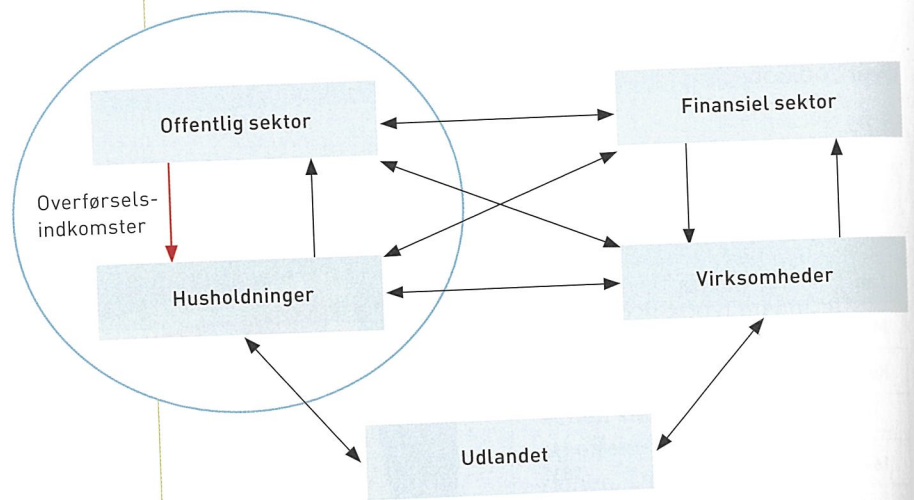 Offentlig sektor
Finansiel sektor
Overførsels-
indkomster
Husholdninger
Virksomheder
Udlandet